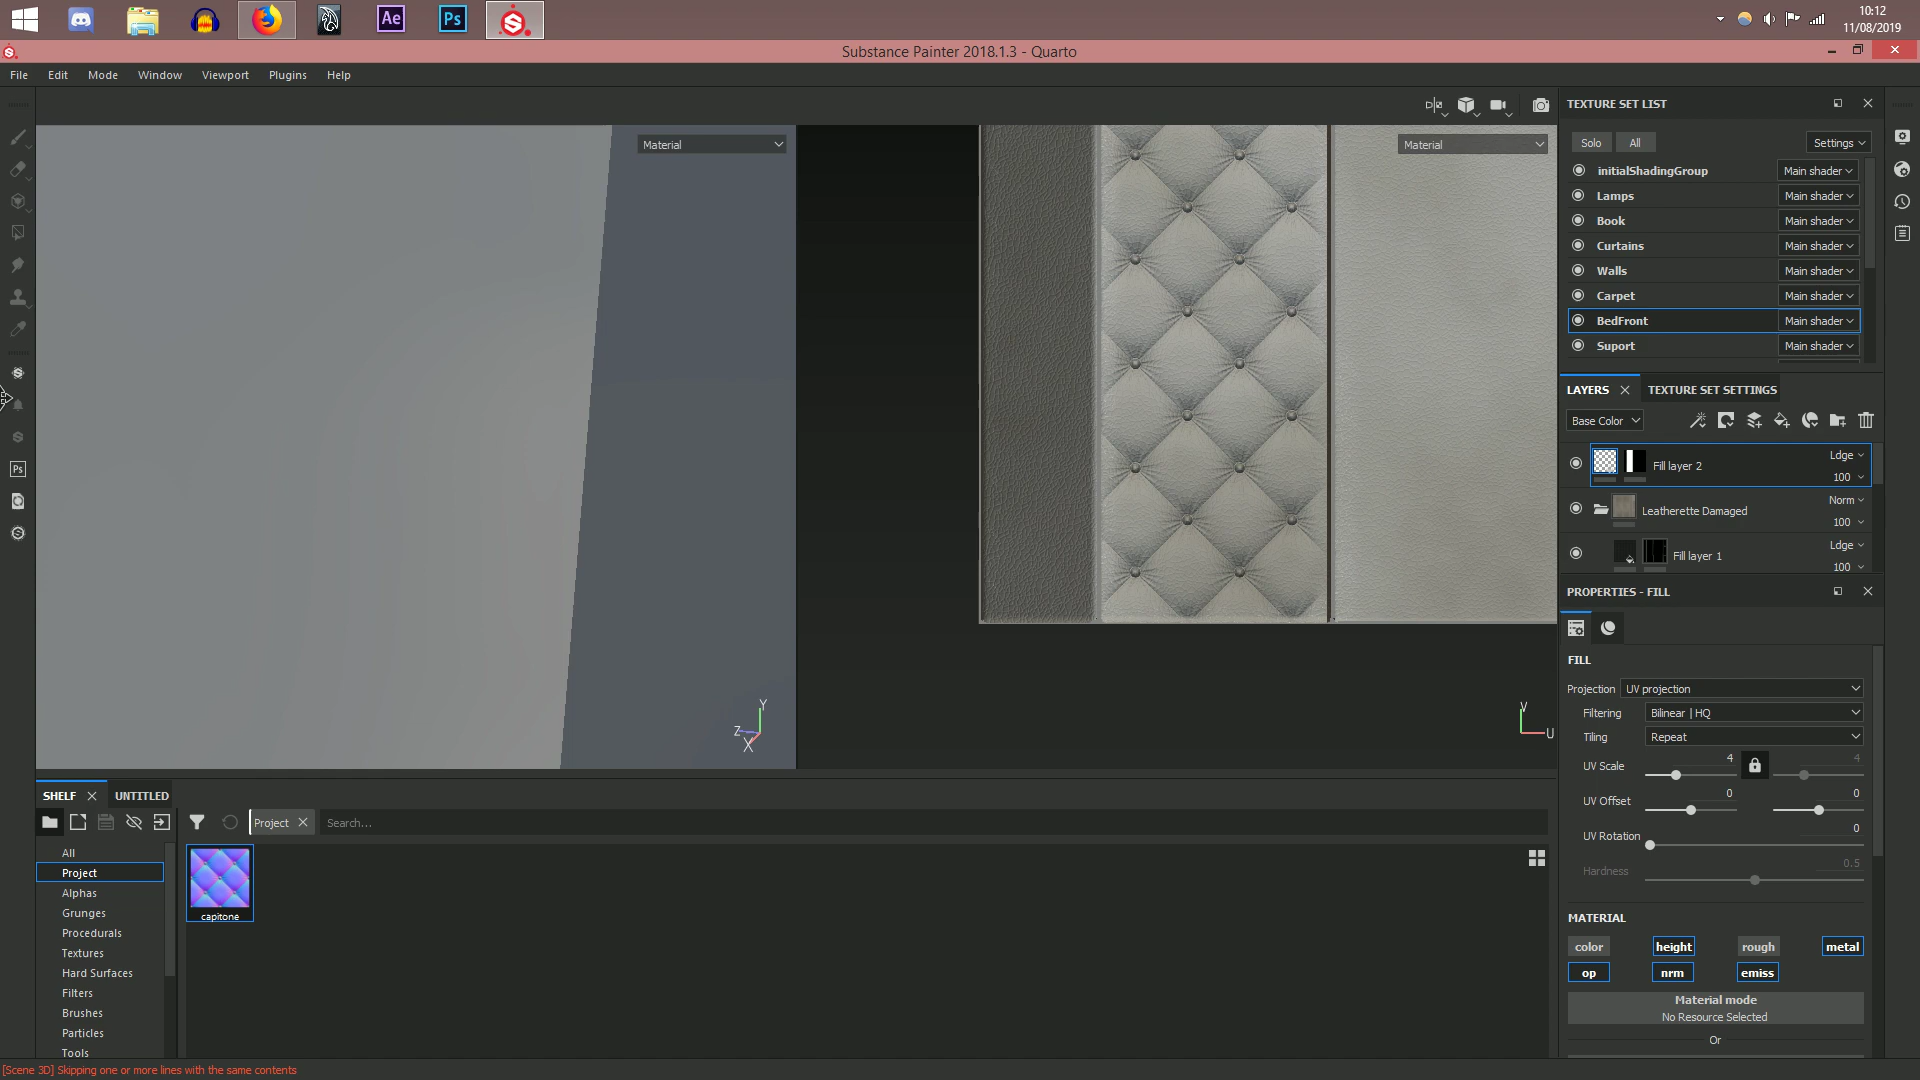 Ae
Ps
10:12
11/08/2019
Substance Painter 2018.1.3 - Quarto
File Edit Mode Window Viewport Plugins Help
Material
Material
Ps
Y
Z
X
V
U
TEXTURE SET LIST
Solo All Settings
initialShadingGroup Main shader
Lamps Main shader
Book Main shader
Curtains Main shader
Walls Main shader
Carpet Main shader
BedFront Main shader
Suport Main shader
LAYERS TEXTURE SET SETTINGS
Base Color
Fill layer 2 Ldge
100
Leatherette Damaged Norm
100
Fill layer 1 Ldge
100
PROPERTIES - FILL
FILL
Projection UV projection
Filtering Bilinear | HQ
Tiling Repeat
UV Scale 4 4
UV Offset 0 0
UV Rotation 0
Hardness 0.5
MATERIAL
color height rough metal
op nrm emiss
Material mode
No Resource Selected
Or
SHELF UNTITLED
Project Search...
All
Project
Alphas
Grunges
Procedurals
Textures
Hard Surfaces
Filters
Brushes
Particles
Tools
capitone
[Scene 3D] Skipping one or more lines with the same contents